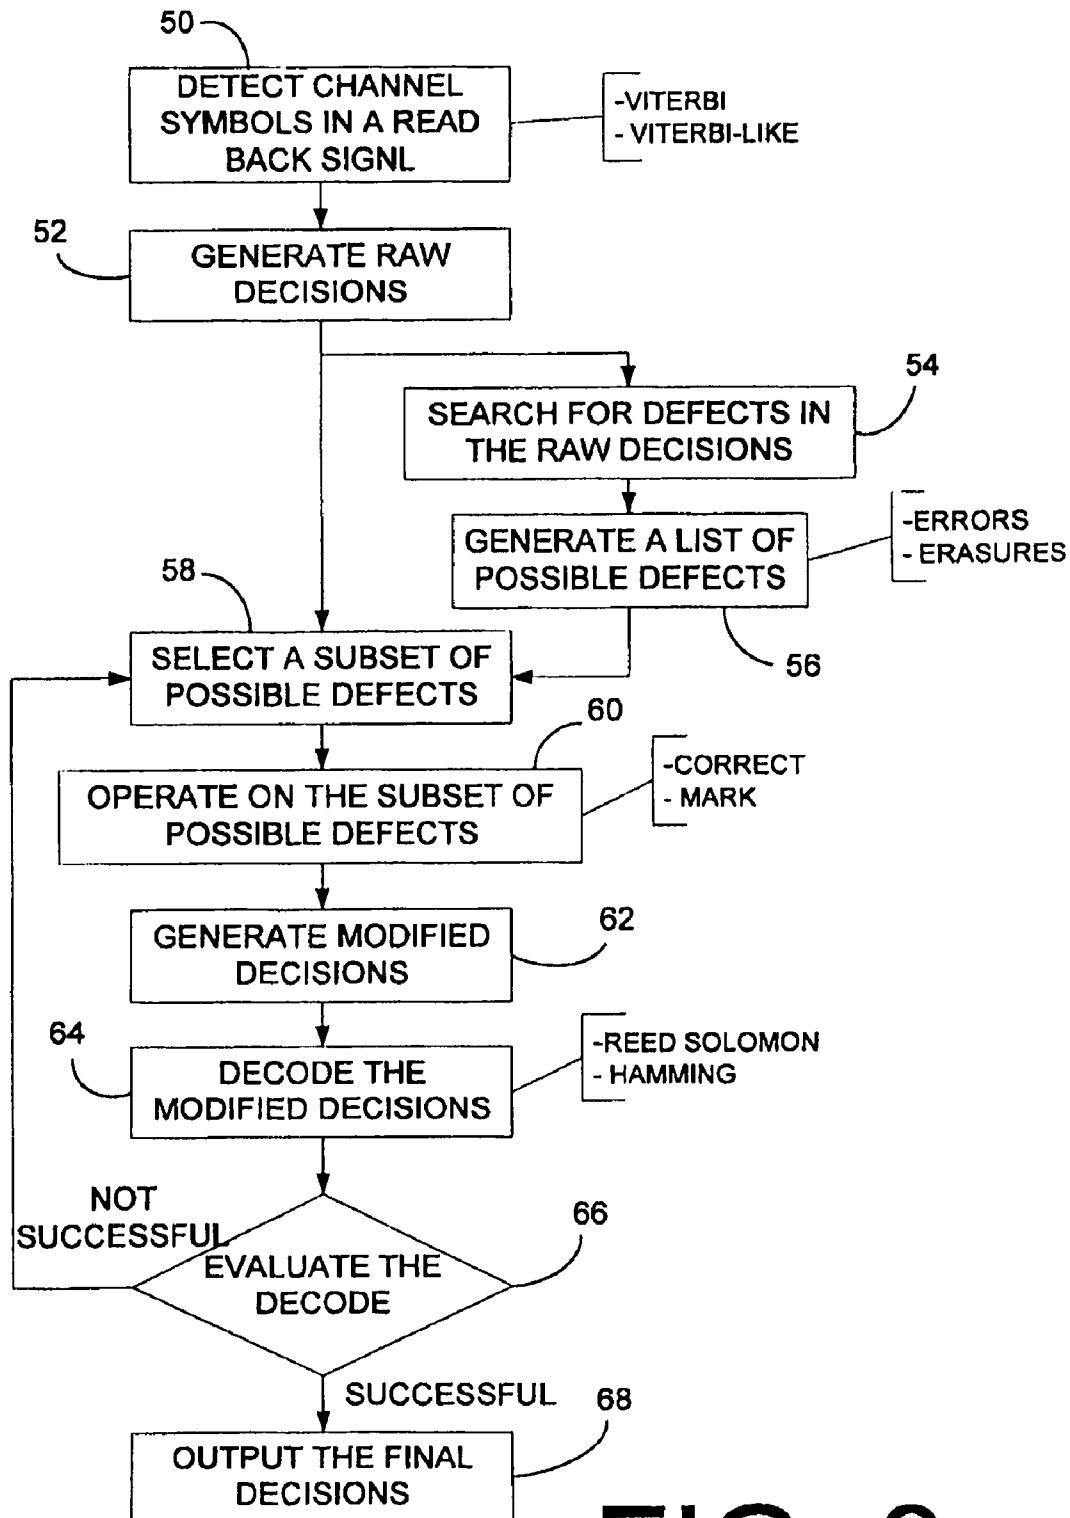 50
DETECT CHANNEL
SYMBOLS IN A READ
BACK SIGNL
-VITERBI
- VITERBI-LIKE
52
GENERATE RAW
DECISIONS
54
SEARCH FOR DEFECTS IN
THE RAW DECISIONS
GENERATE A LIST OF
POSSIBLE DEFECTS
-ERRORS
- ERASURES
56
58
SELECT A SUBSET OF
POSSIBLE DEFECTS
60
OPERATE ON THE SUBSET OF
POSSIBLE DEFECTS
-CORRECT
- MARK
62
GENERATE MODIFIED
DECISIONS
64
DECODE THE
MODIFIED DECISIONS
-REED SOLOMON
- HAMMING
NOT
SUCCESSFUL
66
EVALUATE THE
DECODE
SUCCESSFUL
68
OUTPUT THE FINAL
DECISIONS
FIG.